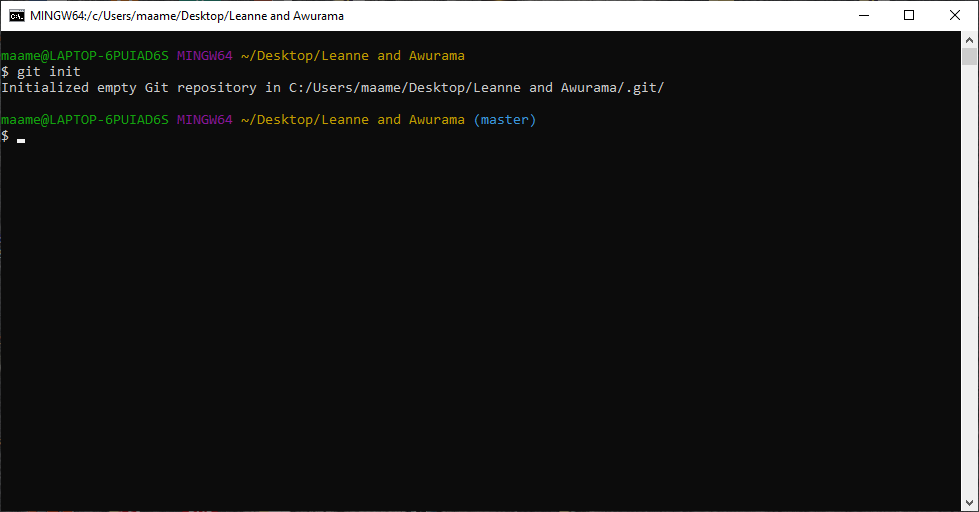 MINGW64:/c/Users/maame/Desktop/Leanne and Awurama
maame@LAPTOP-6PUIAD6S MINGW64 ~/Desktop/Leanne and Awurama
$ git init
Initialized empty Git repository in C:/Users/maame/Desktop/Leanne and Awurama/.git/
maame@LAPTOP-6PUIAD6S MINGW64 ~/Desktop/Leanne and Awurama (master)
$